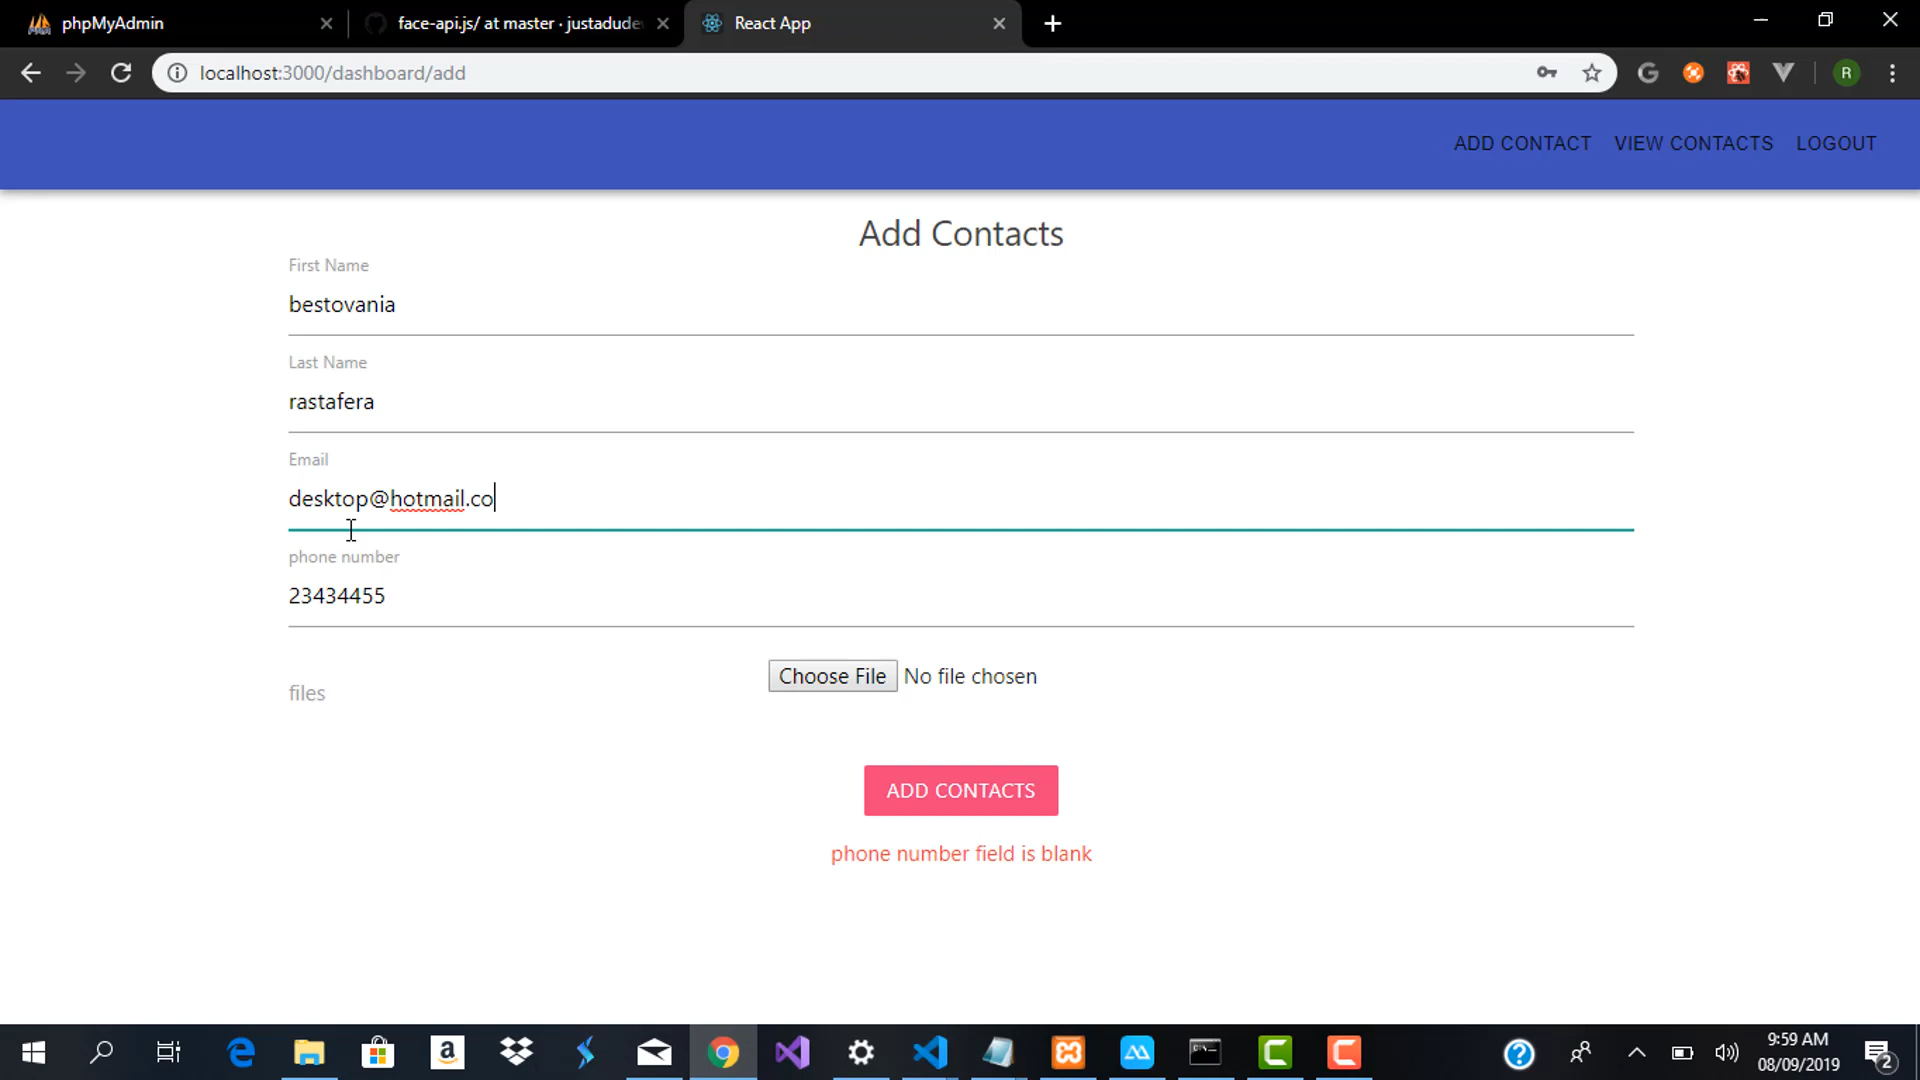 phpMyAdmin
face-api.js/ at master · justadude
React App
localhost:3000/dashboard/add
R
ADD CONTACT
VIEW CONTACTS
LOGOUT
Add Contacts
First Name
bestovania
Last Name
rastafera
Email
desktop@hotmail.co
phone number
23434455
files
Choose File
No file chosen
ADD CONTACTS
phone number field is blank
9:59 AM
08/09/2019
2